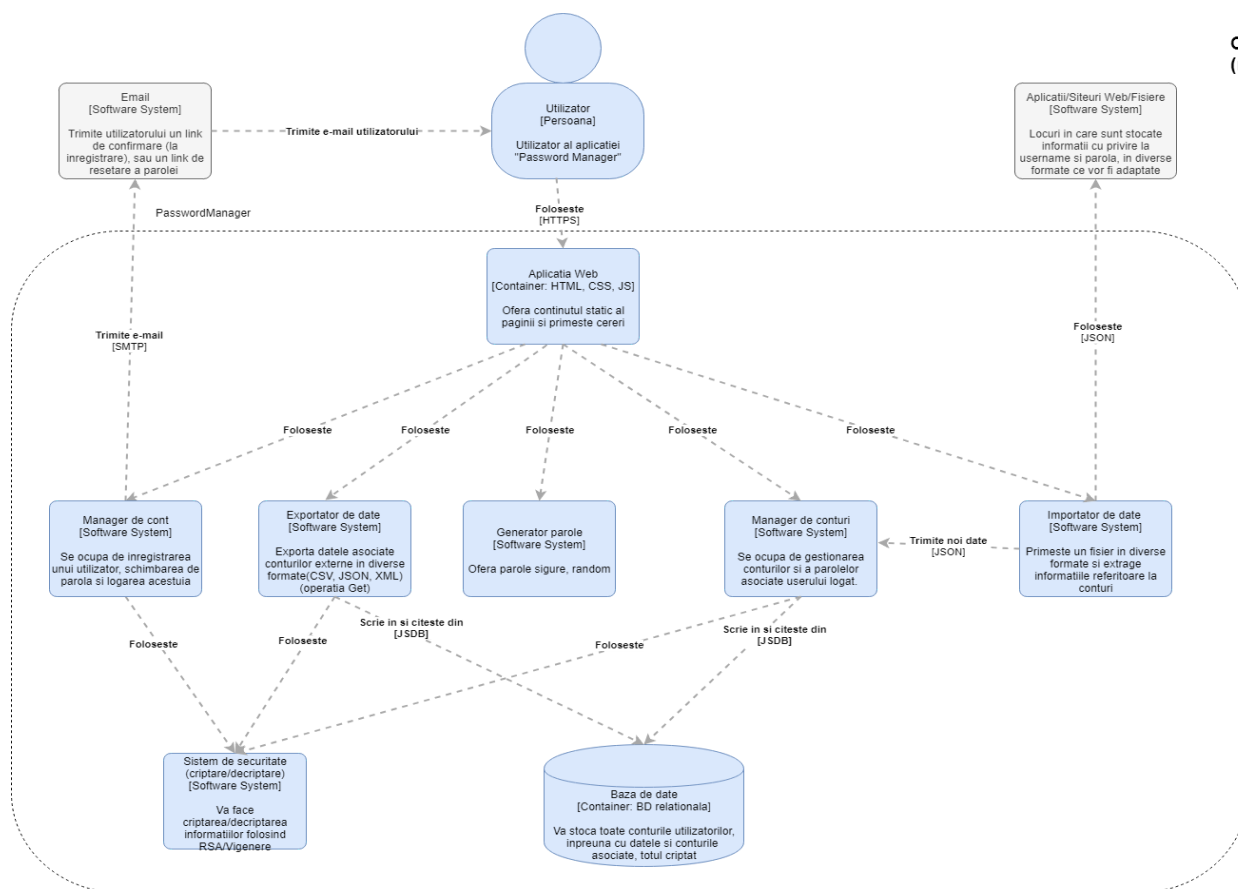 C
(
Email
[Software System]
Trimite utilizatorului un link
de confirmare (la
inregistrare), sau un link de
resetare a parolei
Trimite e-mail utilizatorului
Utilizator
[Persoana]
Utilizator al aplicatiei
"Password Manager"
Aplicatii/Siteuri Web/Fisiere
[Software System]
Locuri in care sunt stocate
informatii cu privire la
username si parola, in diverse
formate ce vor fi adaptate
PasswordManager
Foloseste
[HTTPS]
Aplicatia Web
[Container: HTML, CSS, JS]
Ofera continutul static al
paginii si primeste cereri
Trimite e-mail
[SMTP]
Foloseste
[JSON]
Foloseste
Foloseste
Foloseste
Foloseste
Foloseste
Manager de cont
[Software System]
Se ocupa de inregistrarea
unui utilizator, schimbarea de
parola si logarea acestuia
Exportator de date
[Software System]
Exporta datele asociate
conturilor externe in diverse
formate(CSV, JSON, XML)
(operatia Get)
Generator parole
[Software System]
Ofera parole sigure, random
Manager de conturi
[Software System]
Se ocupa de gestionarea
conturilor si a parolelor
asociate userului logat.
Trimite noi date
[JSON]
Importator de date
[Software System]
Primeste un fisier in diverse
formate si extrage
informatiile referitoare la
conturi
Foloseste
Foloseste
Scrie in si citeste din
[JSDB]
Foloseste
Scrie in si citeste din
[JSDB]
Sistem de securitate
(criptare/decriptare)
[Software System]
Va face
criptarea/decriptarea
informatiilor folosind
RSA/Vigenere
Baza de date
[Container: BD relationala]
Va stoca toate conturile utilizatorilor,
inpreuna cu datele si conturile
asociate, totul criptat